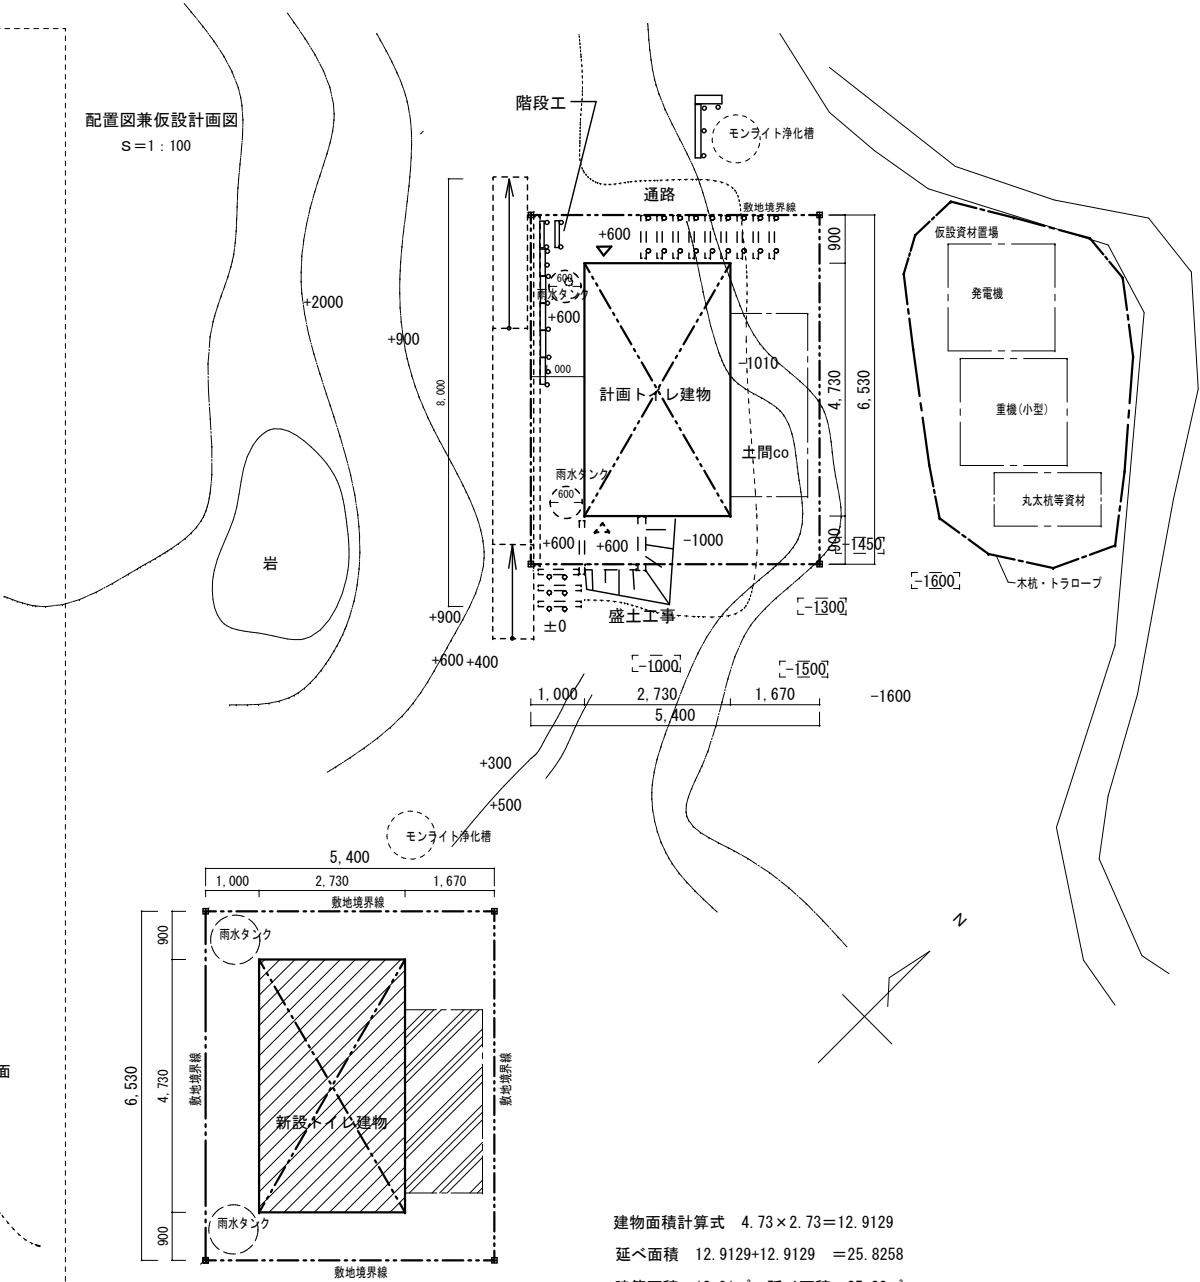 配置図兼仮設計画図
S=1：100
階段工
モンライト浄化槽
通路
敷地境界線
+600
仮設資材置場
発電機
重機(小型)
丸太杭等資材
木杭・トラロープ
900
4,730
6,530
900
+2000
+900
8,000
600
雨水タンク
+600
000
計画トイレ建物
-1010
土間co
雨水タンク
600
+600
+600
-1000
-1450
-1600
-1300
岩
+900
±0
盛土工事
+600
+400
-1000
-1500
-1600
1,000
2,730
1,670
5,400
+300
+500
モンライト浄化槽
5,400
1,000
2,730
1,670
敷地境界線
雨水タンク
900
6,530
4,730
敷地境界線
敷地境界線
新設トイレ建物
雨水タンク
900
敷地境界線
N
面
建物面積計算式　4.73×2.73=12.9129
延べ面積　12.9129+12.9129　=25.8258